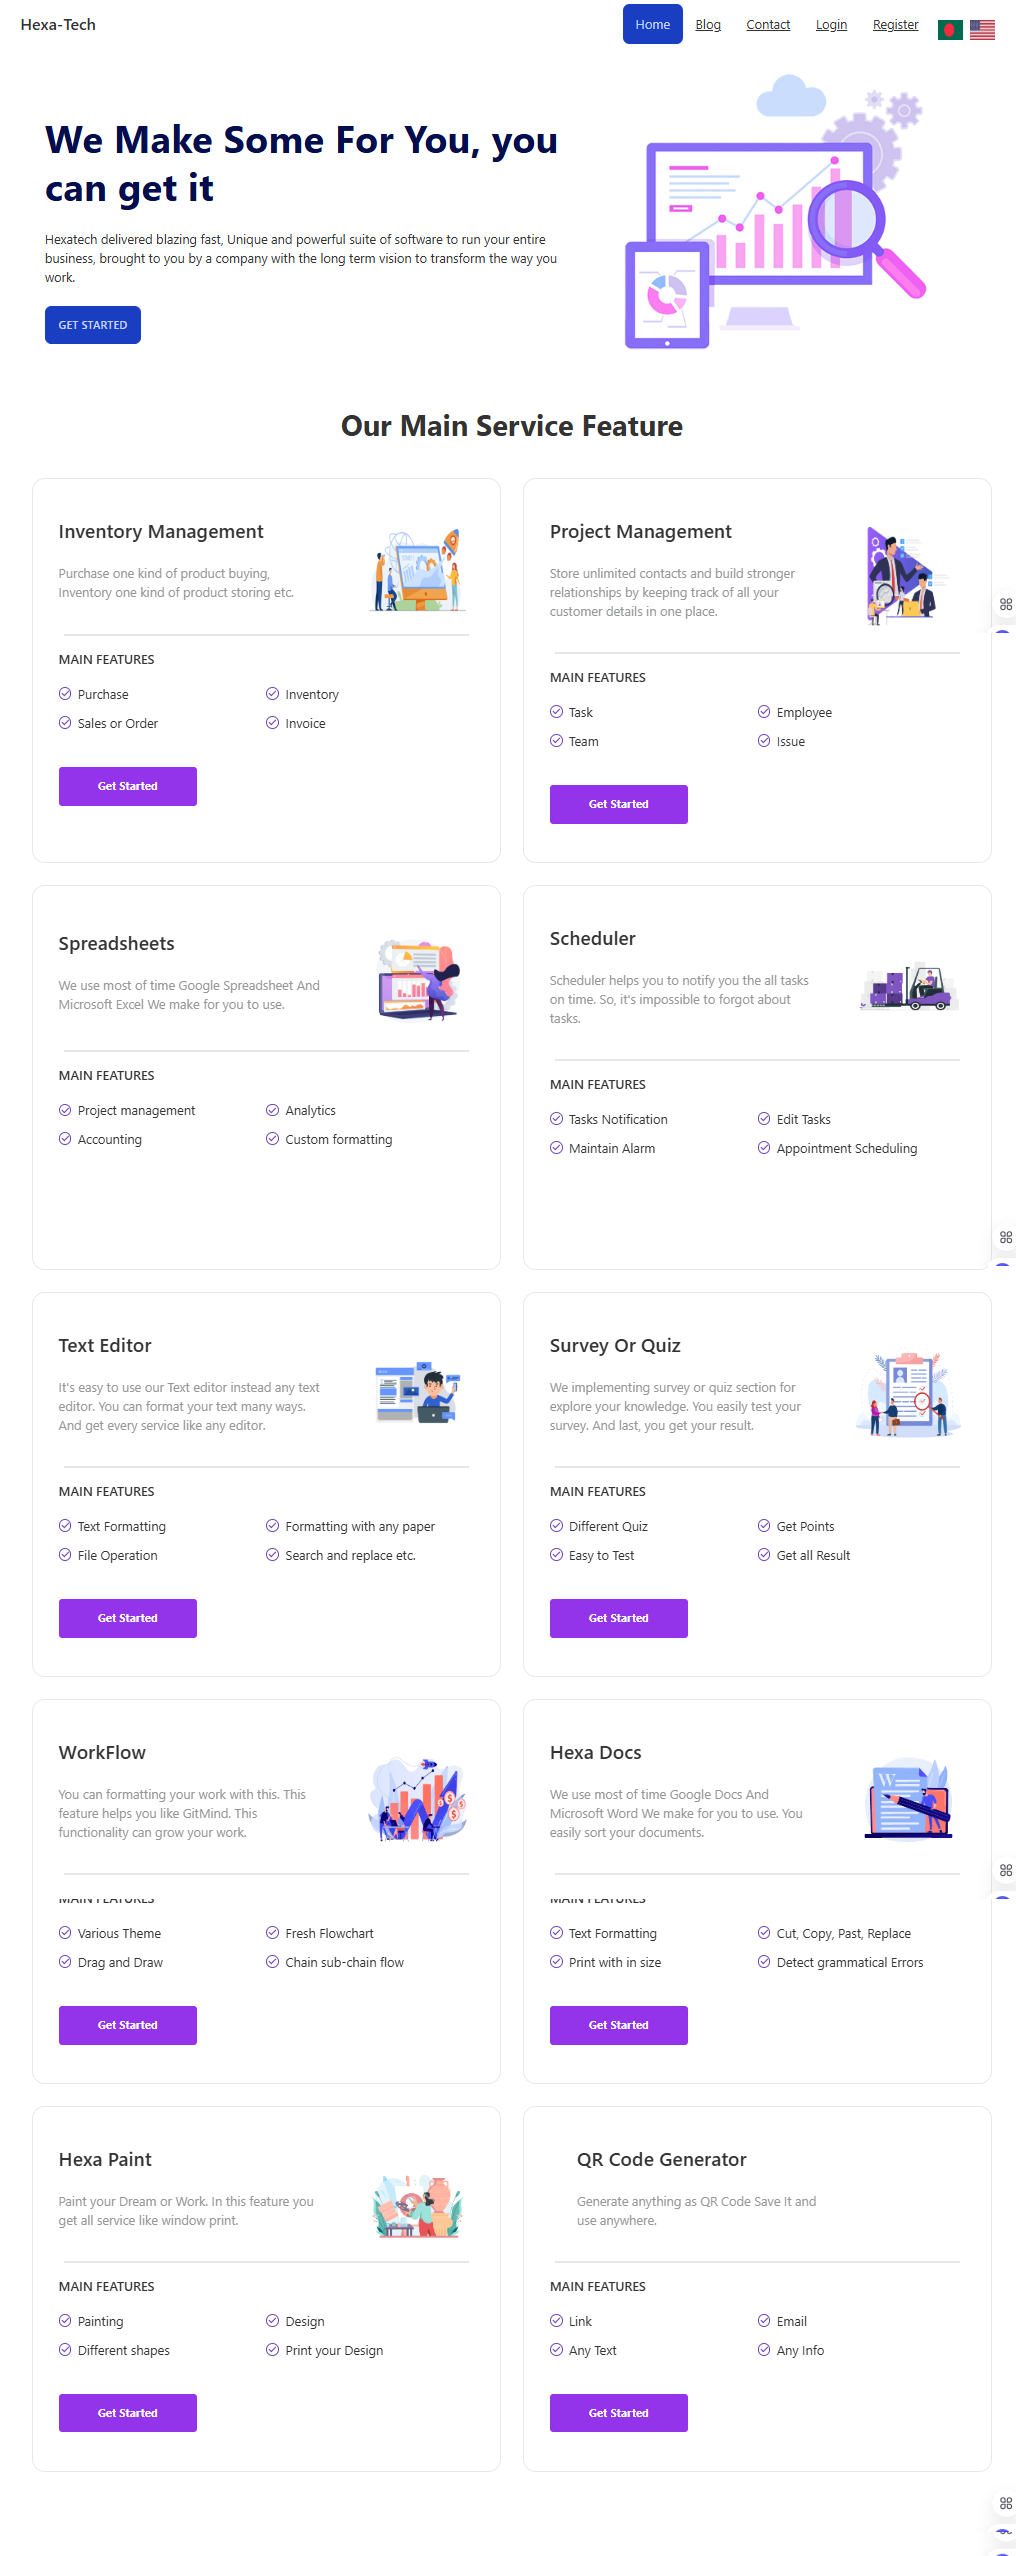 Hexa-Tech
Home
Blog
Contact
Login
Register
We Make Some For You, you
can get it
Hexatech delivered blazing fast, Unique and powerful suite of software to run your entire
business, brought to you by a company with the long term vision to transform the way you
work.
GET STARTED
Our Main Service Feature
Inventory Management
Purchase one kind of product buying,
Inventory one kind of product storing etc.
MAIN FEATURES
Purchase
Inventory
Sales or Order
Invoice
Get Started
Project Management
Store unlimited contacts and build stronger
relationships by keeping track of all your
customer details in one place.
MAIN FEATURES
Task
Employee
Team
Issue
Get Started
Spreadsheets
We use most of time Google Spreadsheet And
Microsoft Excel We make for you to use.
MAIN FEATURES
Project management
Analytics
Accounting
Custom formatting
Scheduler
Scheduler helps you to notify you the all tasks
on time. So, it's impossible to forgot about
tasks.
MAIN FEATURES
Tasks Notification
Edit Tasks
Maintain Alarm
Appointment Scheduling
Text Editor
It's easy to use our Text editor instead any text
editor. You can format your text many ways.
And get every service like any editor.
MAIN FEATURES
Text Formatting
Formatting with any paper
File Operation
Search and replace etc.
Get Started
Survey Or Quiz
We implementing survey or quiz section for
explore your knowledge. You easily test your
survey. And last, you get your result.
MAIN FEATURES
Different Quiz
Get Points
Easy to Test
Get all Result
Get Started
WorkFlow
You can formatting your work with this. This
feature helps you like GitMind. This
functionality can grow your work.
MAIN FEATURES
Various Theme
Fresh Flowchart
Drag and Draw
Chain sub-chain flow
Get Started
Hexa Docs
We use most of time Google Docs And
Microsoft Word We make for you to use. You
easily sort your documents.
W
MAIN FEATURES
Text Formatting
Cut, Copy, Past, Replace
Print with in size
Detect grammatical Errors
Get Started
Hexa Paint
Paint your Dream or Work. In this feature you
get all service like window print.
MAIN FEATURES
Painting
Design
Different shapes
Print your Design
Get Started
QR Code Generator
Generate anything as QR Code Save It and
use anywhere.
MAIN FEATURES
Link
Email
Any Text
Any Info
Get Started